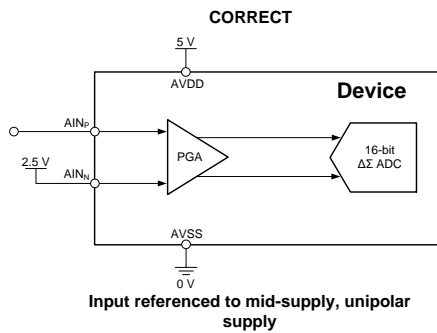 CORRECT
5 V
AVDD
Device
AINP
PGA
16-bit
ΔΣ ADC
2.5 V
AINN
AVSS
0 V
Input referenced to mid-supply, unipolar
supply